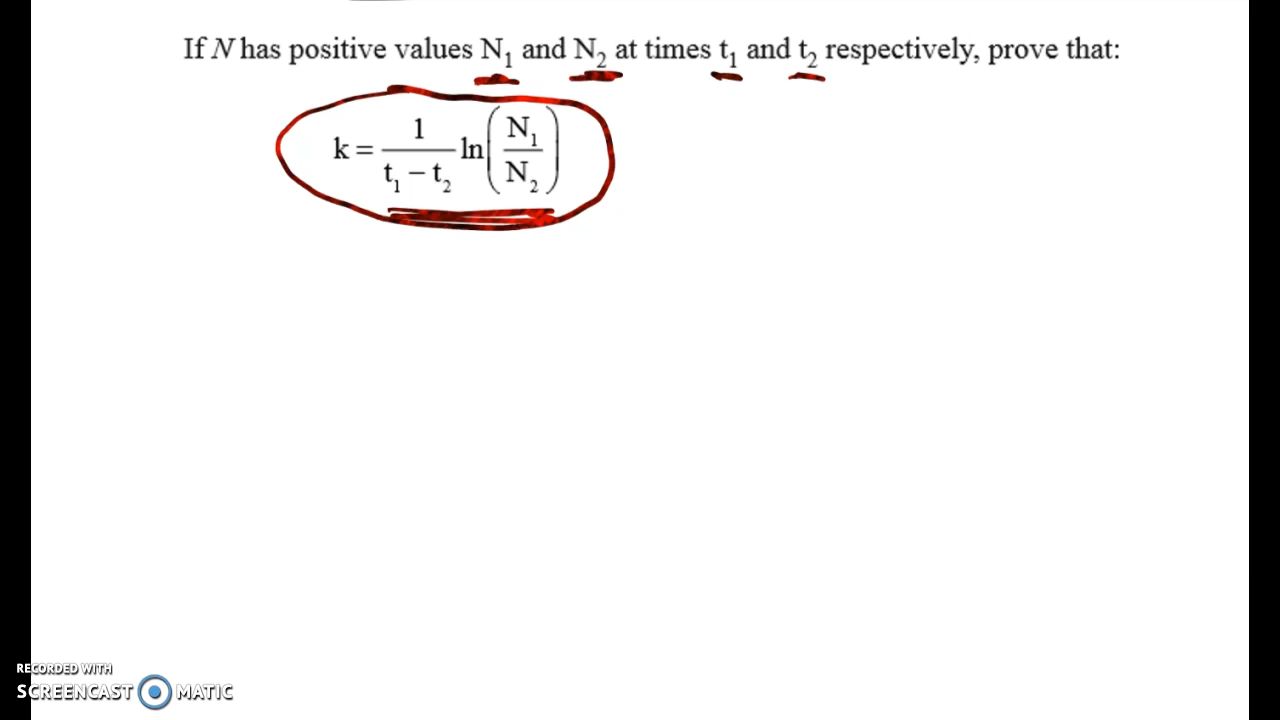 If N has positive values N₁ and N₂ at times t₁ and t₂ respectively, prove that:
k = 1/(t₁ − t₂) ln(N₁/N₂)
RECORDED WITH
SCREENCAST MATIC